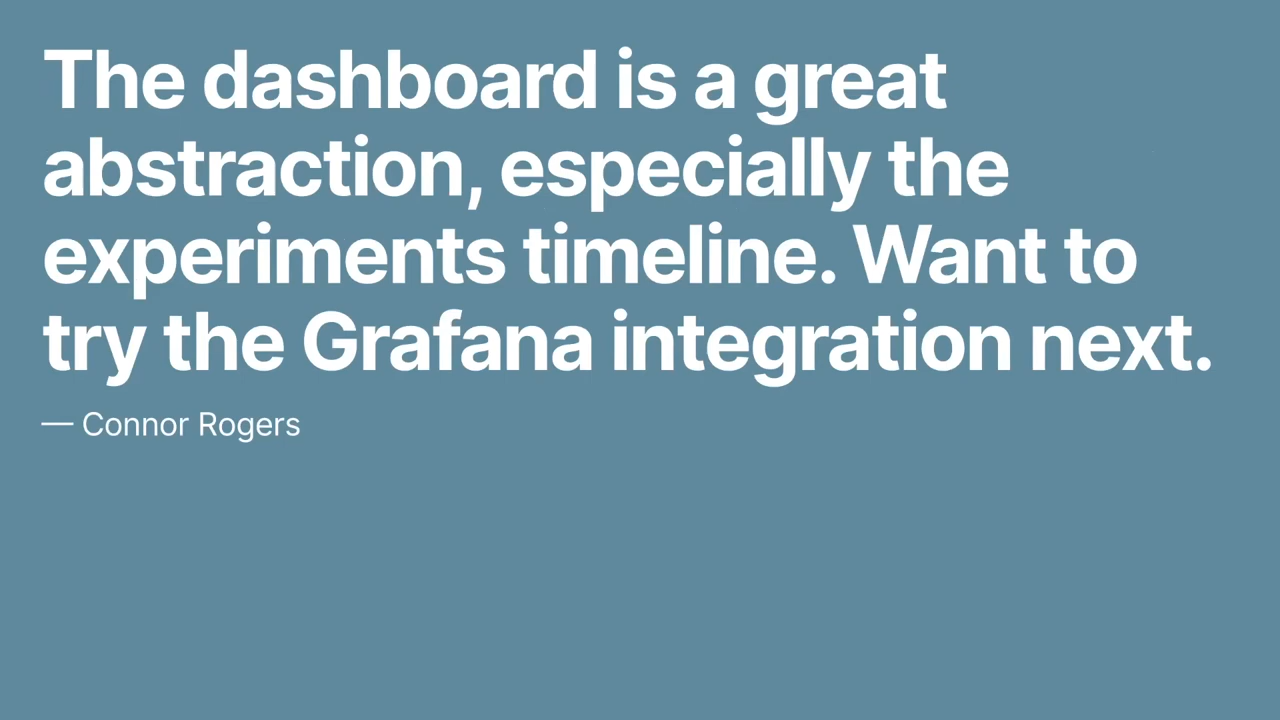 The dashboard is a great
abstraction, especially the
experiments timeline. Want to
try the Grafana integration next.
— Connor Rogers